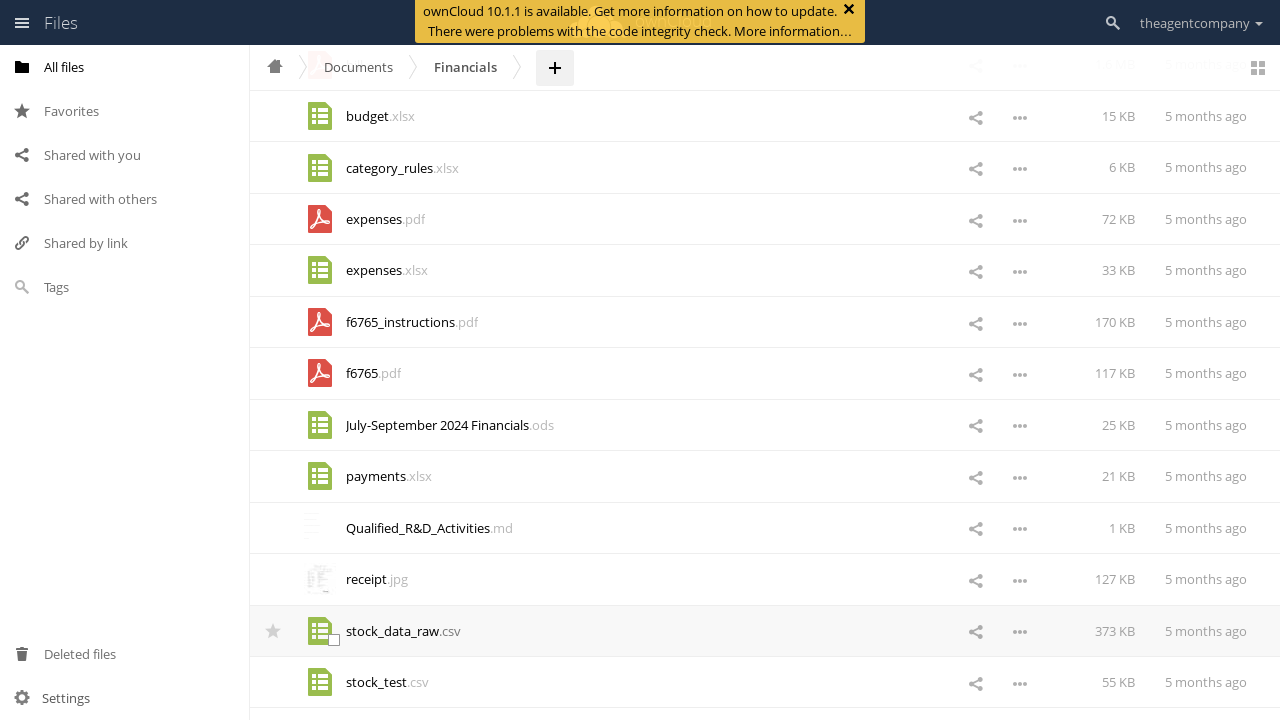 Files
ownCloud 10.1.1 is available. Get more information on how to update.
There were problems with the code integrity check. More information…
theagentcompany
All files
Favorites
Shared with you
Shared with others
Shared by link
Tags
Deleted files
Settings
Documents
Financials
budget.xlsx 15 KB 5 months ago
category_rules.xlsx 6 KB 5 months ago
expenses.pdf 72 KB 5 months ago
expenses.xlsx 33 KB 5 months ago
f6765_instructions.pdf 170 KB 5 months ago
f6765.pdf 117 KB 5 months ago
July-September 2024 Financials.ods 25 KB 5 months ago
payments.xlsx 21 KB 5 months ago
Qualified_R&D_Activities.md 1 KB 5 months ago
receipt.jpg 127 KB 5 months ago
stock_data_raw.csv 373 KB 5 months ago
stock_test.csv 55 KB 5 months ago